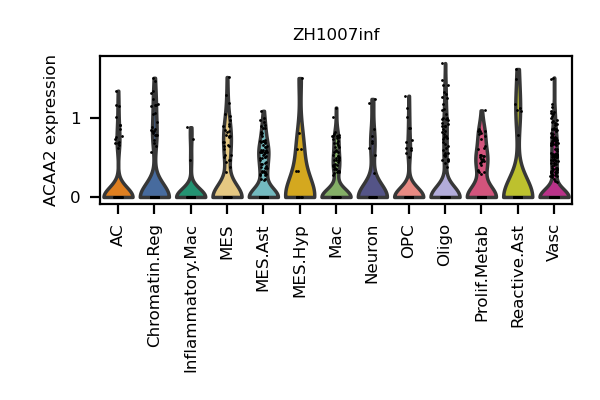 ZH1007inf
ACAA2 expression
1
0
AC
Chromatin.Reg
Inflammatory.Mac
MES
MES.Ast
MES.Hyp
Mac
Neuron
OPC
Oligo
Prolif.Metab
Reactive.Ast
Vasc